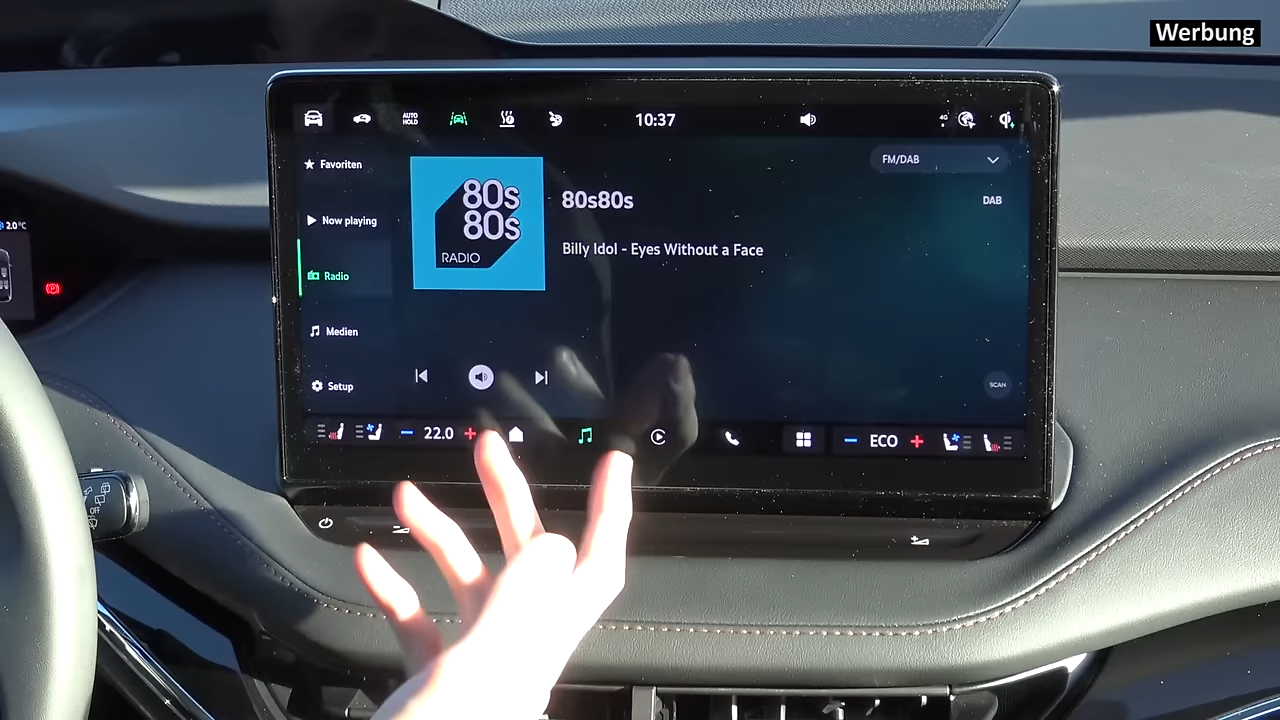 Werbung
AUTO
HOLD
10:37
4G
Favoriten
FM/DAB
80s
80s
RADIO
80s80s
DAB
Now playing
Billy Idol - Eyes Without a Face
2.0°C
Radio
Medien
Setup
SCAN
22.0
ECO
OFF